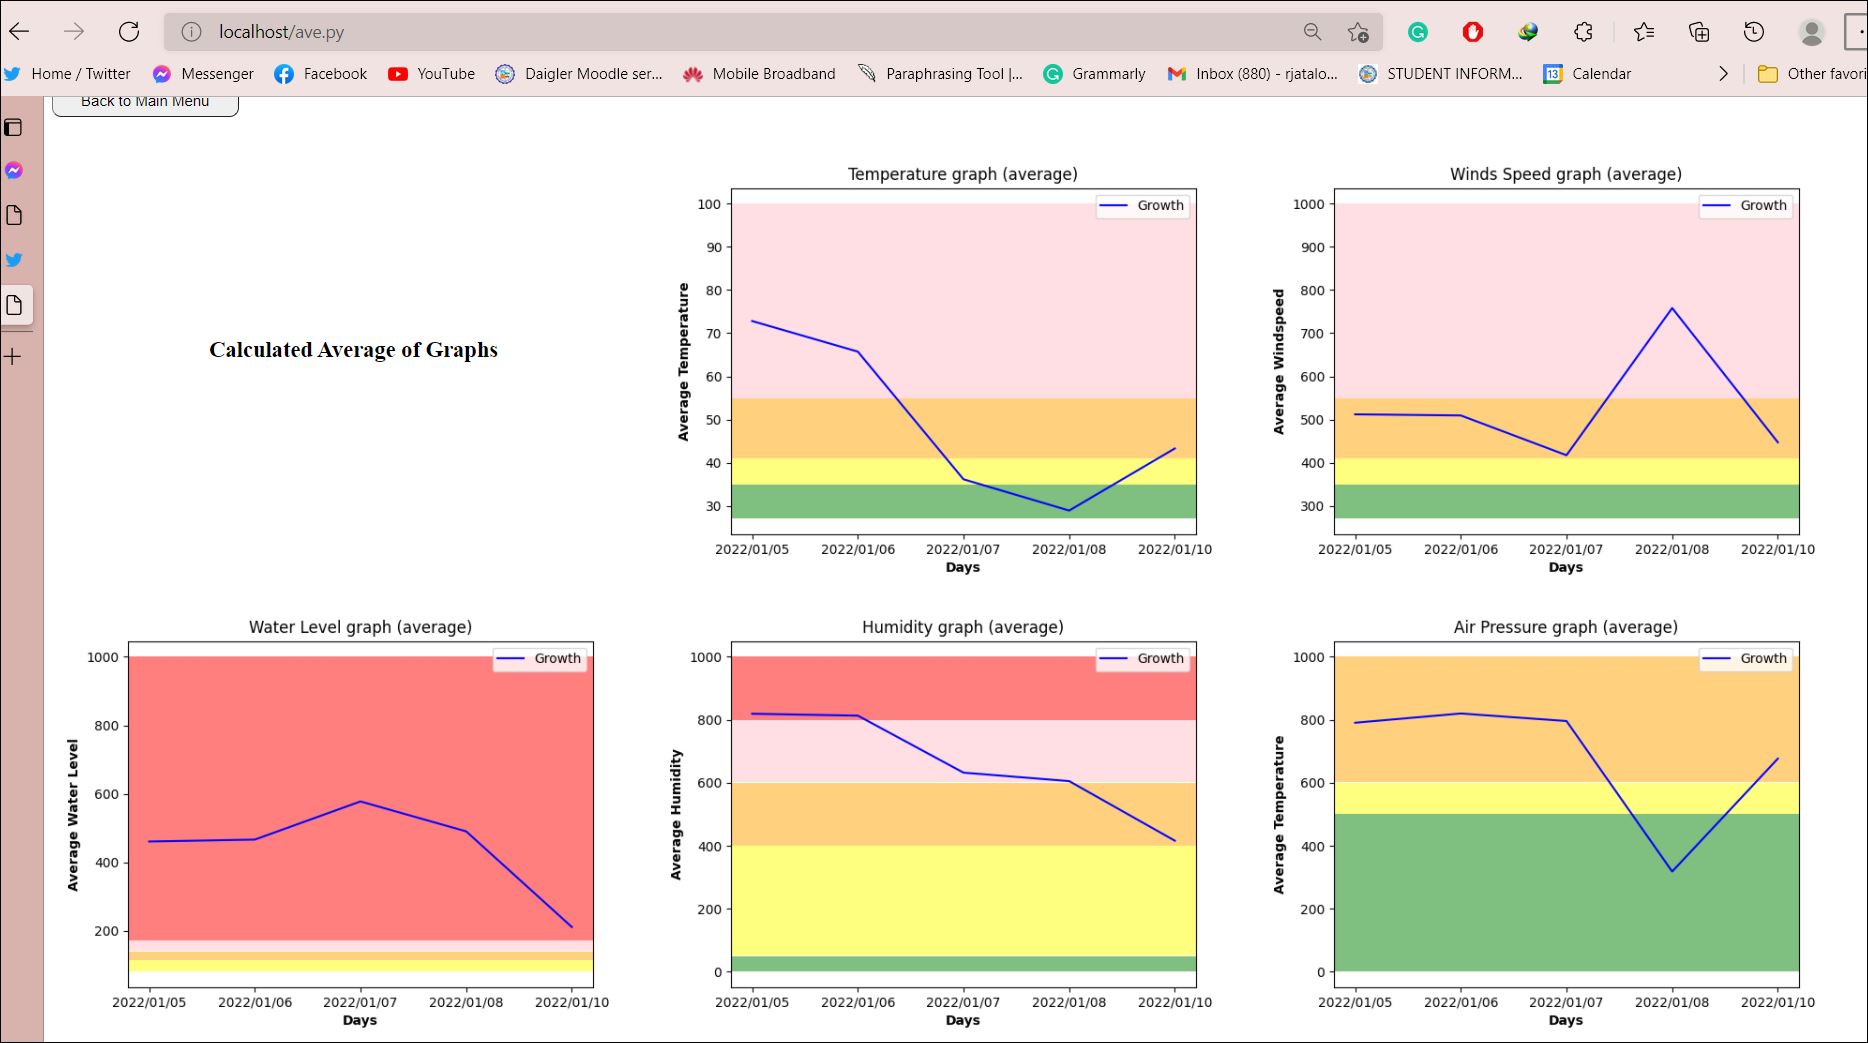 localhost/ave.py
Home / Twitter Messenger Facebook YouTube Daigler Moodle ser... Mobile Broadband Paraphrasing Tool |... Grammarly Inbox (880) - rjatalo... STUDENT INFORM... 13 Calendar Other favori
Back to Main Menu
Calculated Average of Graphs
Temperature graph (average)
Growth
Average Temperature
100
90
80
70
60
50
40
30
2022/01/05 2022/01/06 2022/01/07 2022/01/08 2022/01/10
Days
Winds Speed graph (average)
Growth
Average Windspeed
1000
900
800
700
600
500
400
300
2022/01/05 2022/01/06 2022/01/07 2022/01/08 2022/01/10
Days
Water Level graph (average)
Growth
Average Water Level
1000
800
600
400
200
2022/01/05 2022/01/06 2022/01/07 2022/01/08 2022/01/10
Days
Humidity graph (average)
Growth
Average Humidity
1000
800
600
400
200
0
2022/01/05 2022/01/06 2022/01/07 2022/01/08 2022/01/10
Days
Air Pressure graph (average)
Growth
Average Temperature
1000
800
600
400
200
0
2022/01/05 2022/01/06 2022/01/07 2022/01/08 2022/01/10
Days